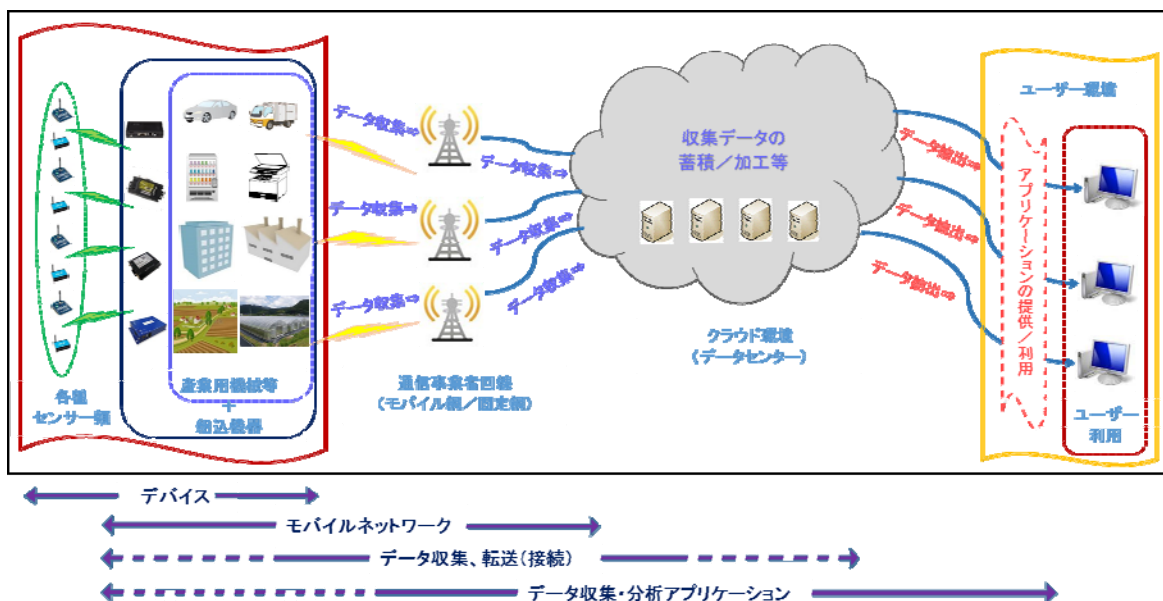 各種
センサー類
産業用機械等
+
組込機器
データ収集⇒
データ収集⇒
データ収集⇒
通信事業者回線
(モバイル網/固定網)
データ収集⇒
データ収集⇒
データ収集⇒
収集データの
蓄積/加工等
クラウド環境
(データセンター)
データ抽出⇒
データ抽出⇒
データ抽出⇒
ユーザー環境
アプリケーションの提供/利用
ユーザー
利用
デバイス
モバイルネットワーク
データ収集、転送(接続)
データ収集・分析アプリケーション